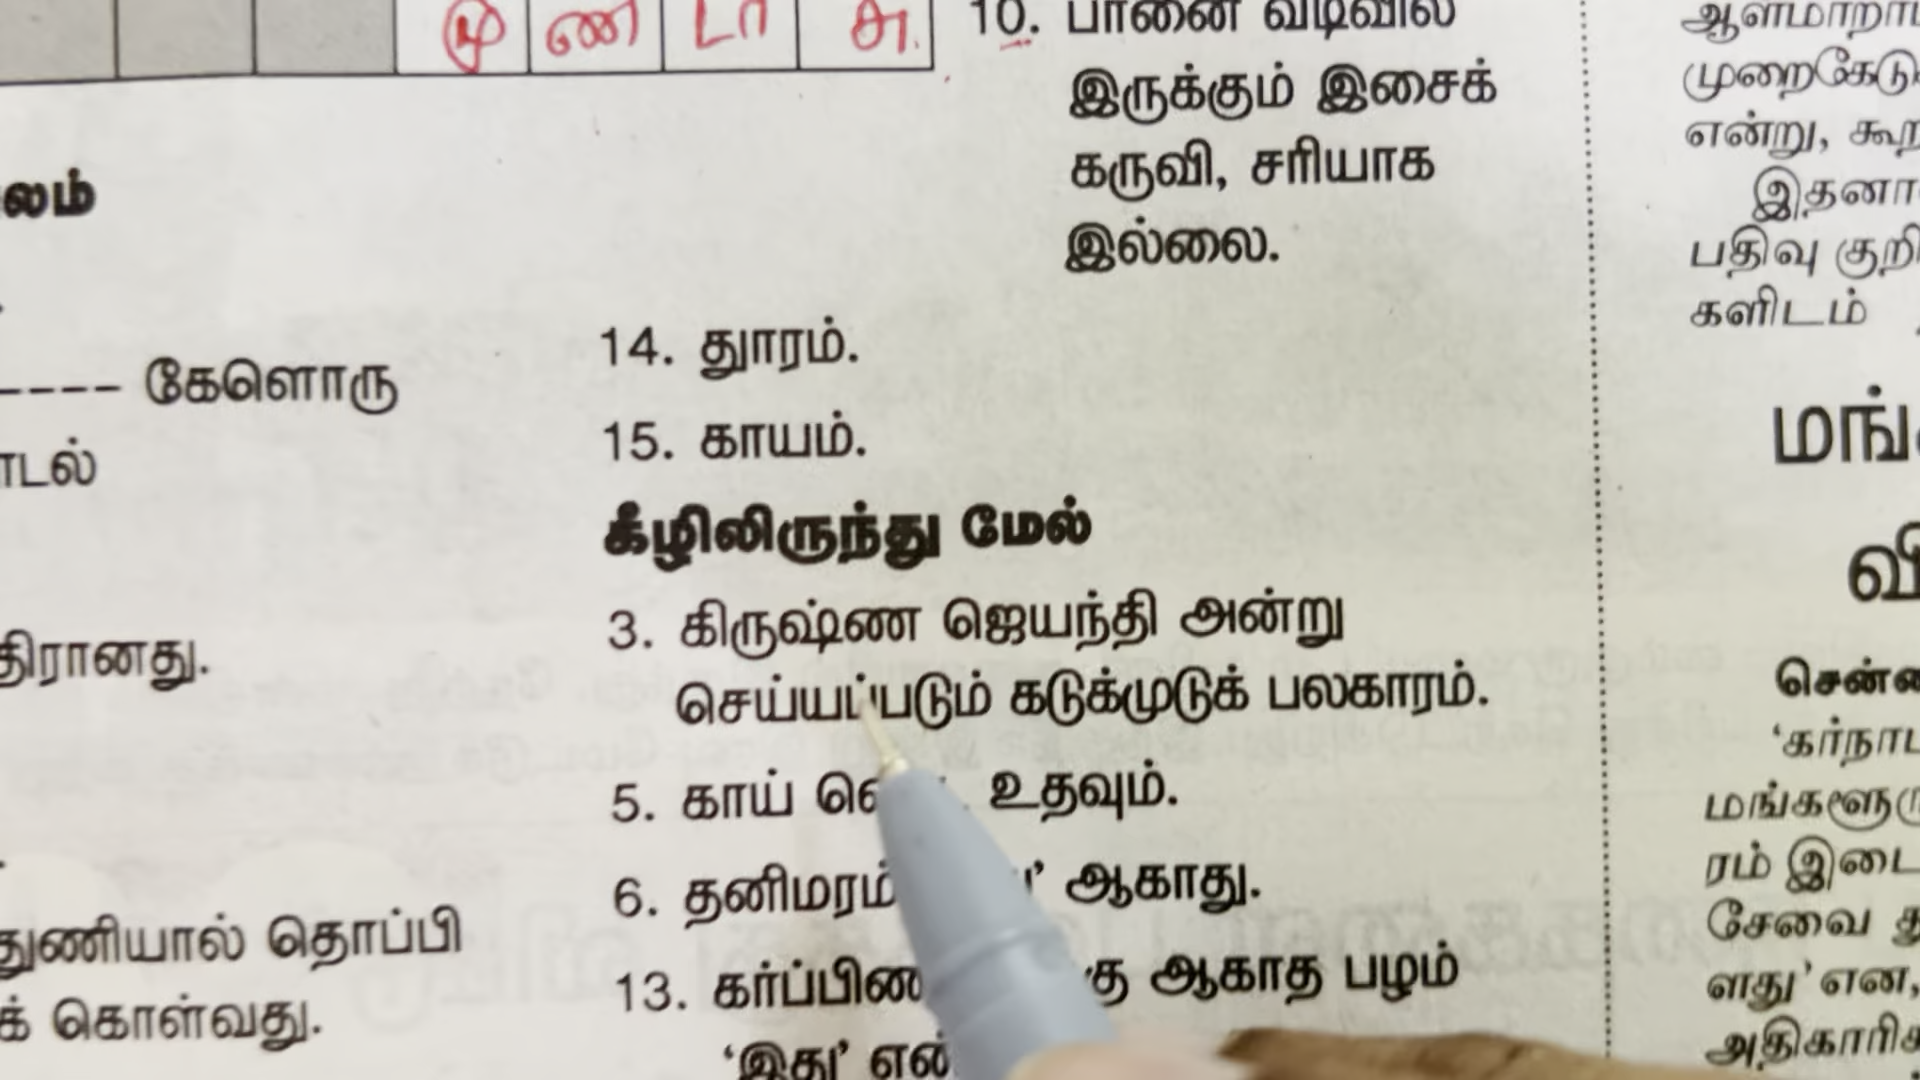 மு ண் டா சு.
லம்
---- கேளொரு
டல்
திரானது.
துணியால் தொப்பி
க் கொள்வது.
10. பானை வடிவில்
இருக்கும் இசைக்
கருவி, சரியாக
இல்லை.
14. தூரம்.
15. காயம்.
கீழிலிருந்து மேல்
3. கிருஷ்ண ஜெயந்தி அன்று
செய்யப்படும் கடுக்முடுக் பலகாரம்.
5. காய் உதவும்.
6. தனிமரம் ஆகாது.
13. ஆகாத பழம்
'இது'
முறைகேடு
என்று, கூற
இதனா
பதிவு குறி
களிடம்
மங்
வி
சென்னை
'கர்நாட
மங்களூரு
ரம் இடை
சேவை து
ளது' என,
அதிகாரிக